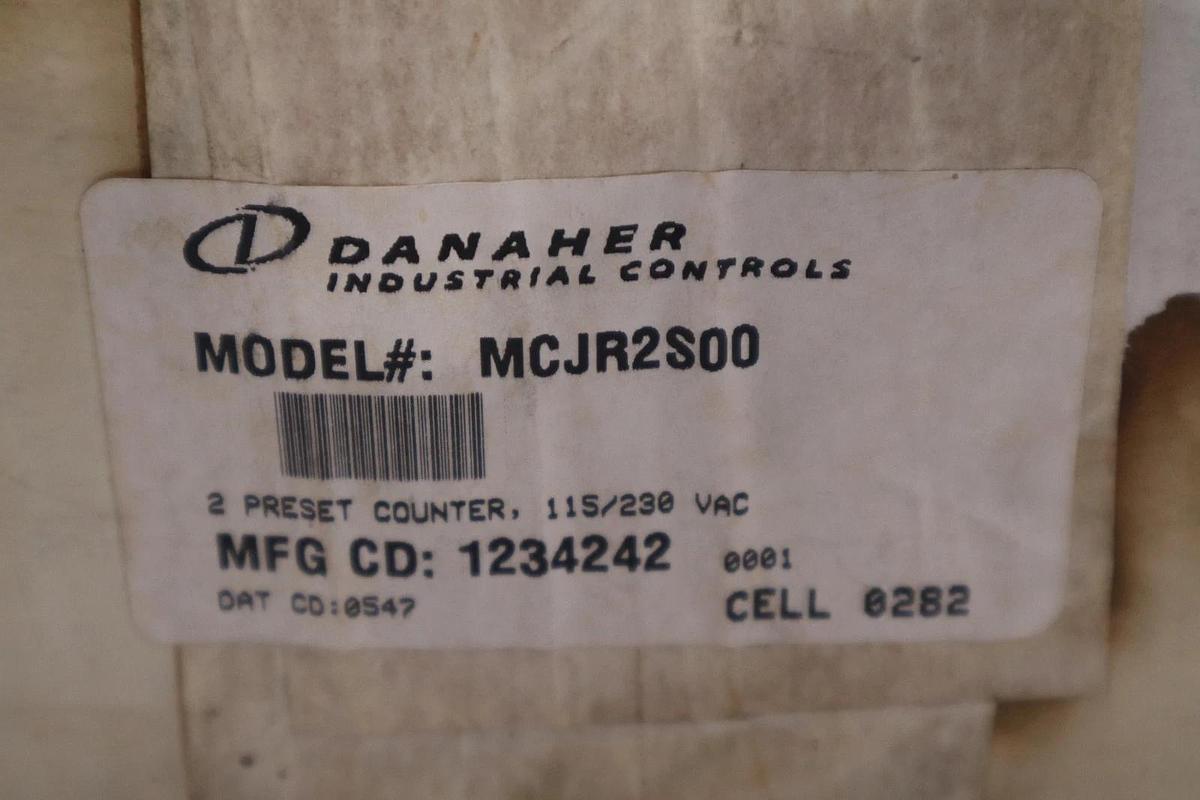 DANAHER
INDUSTRIAL CONTROLS
MODEL#: MCJR2S00
2 PRESET COUNTER, 115/230 VAC
MFG CD: 1234242 0001
DAT CD:0547 CELL 0282